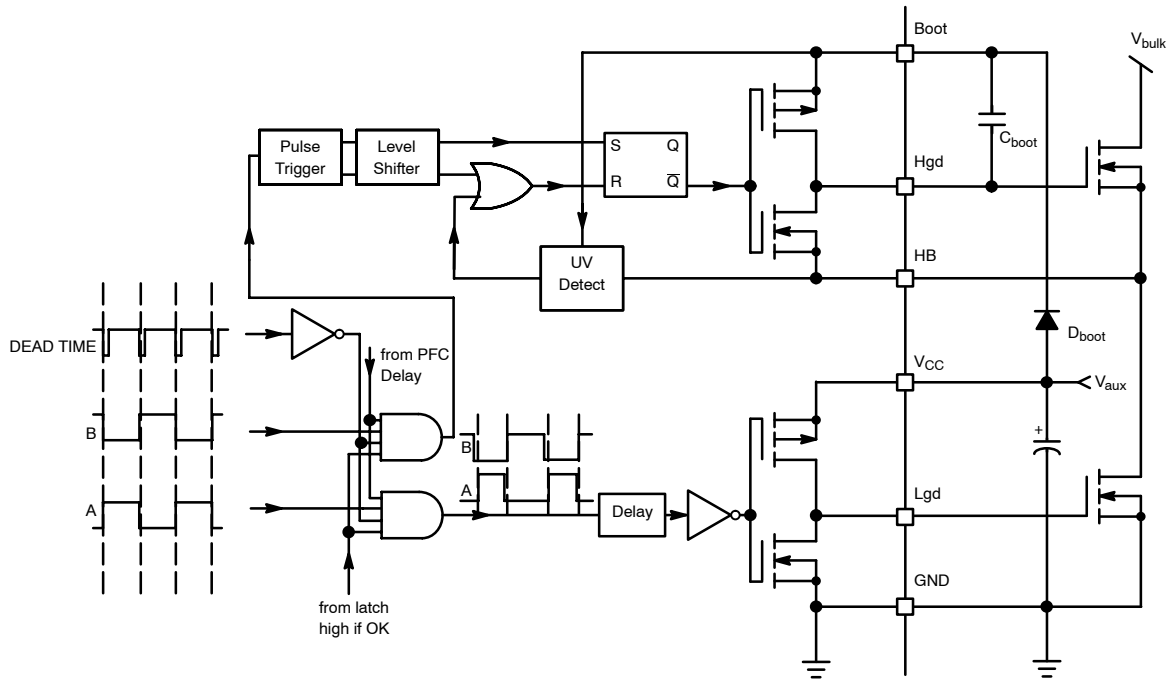 Boot
V_bulk
Pulse
Trigger
Level
Shifter
S Q
R Q̅
C_boot
Hgd
HB
UV
Detect
DEAD TIME
from PFC
Delay
D_boot
V_CC
V_aux
B
B
+
A
A
Delay
Lgd
GND
from latch
high if OK